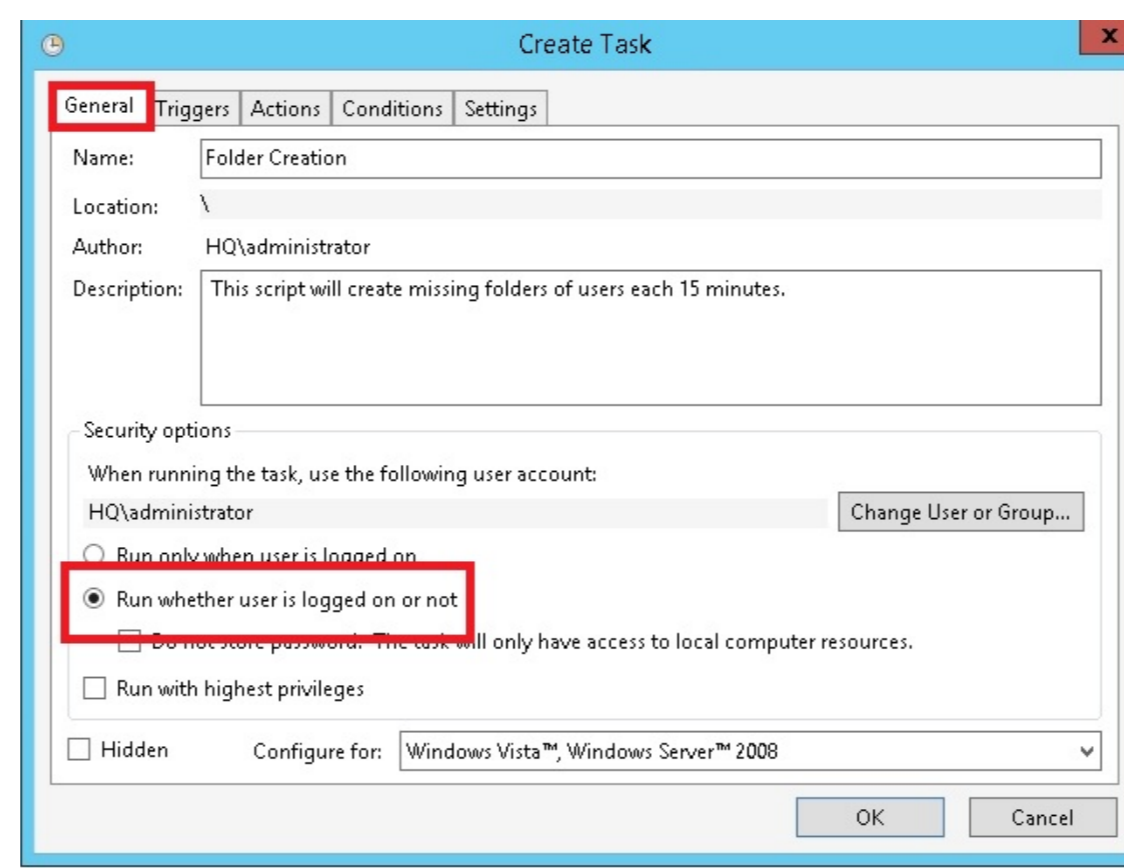 Create Task
x
General Triggers Actions Conditions Settings
Name: Folder Creation
Location: \
Author: HQ\administrator
Description: This script will create missing folders of users each 15 minutes.
Security options
When running the task, use the following user account:
HQ\administrator Change User or Group...
Run only when user is logged on
Run whether user is logged on or not
Do not store password. The task will only have access to local computer resources.
Run with highest privileges
Hidden Configure for: Windows Vista™, Windows Server™ 2008
OK Cancel